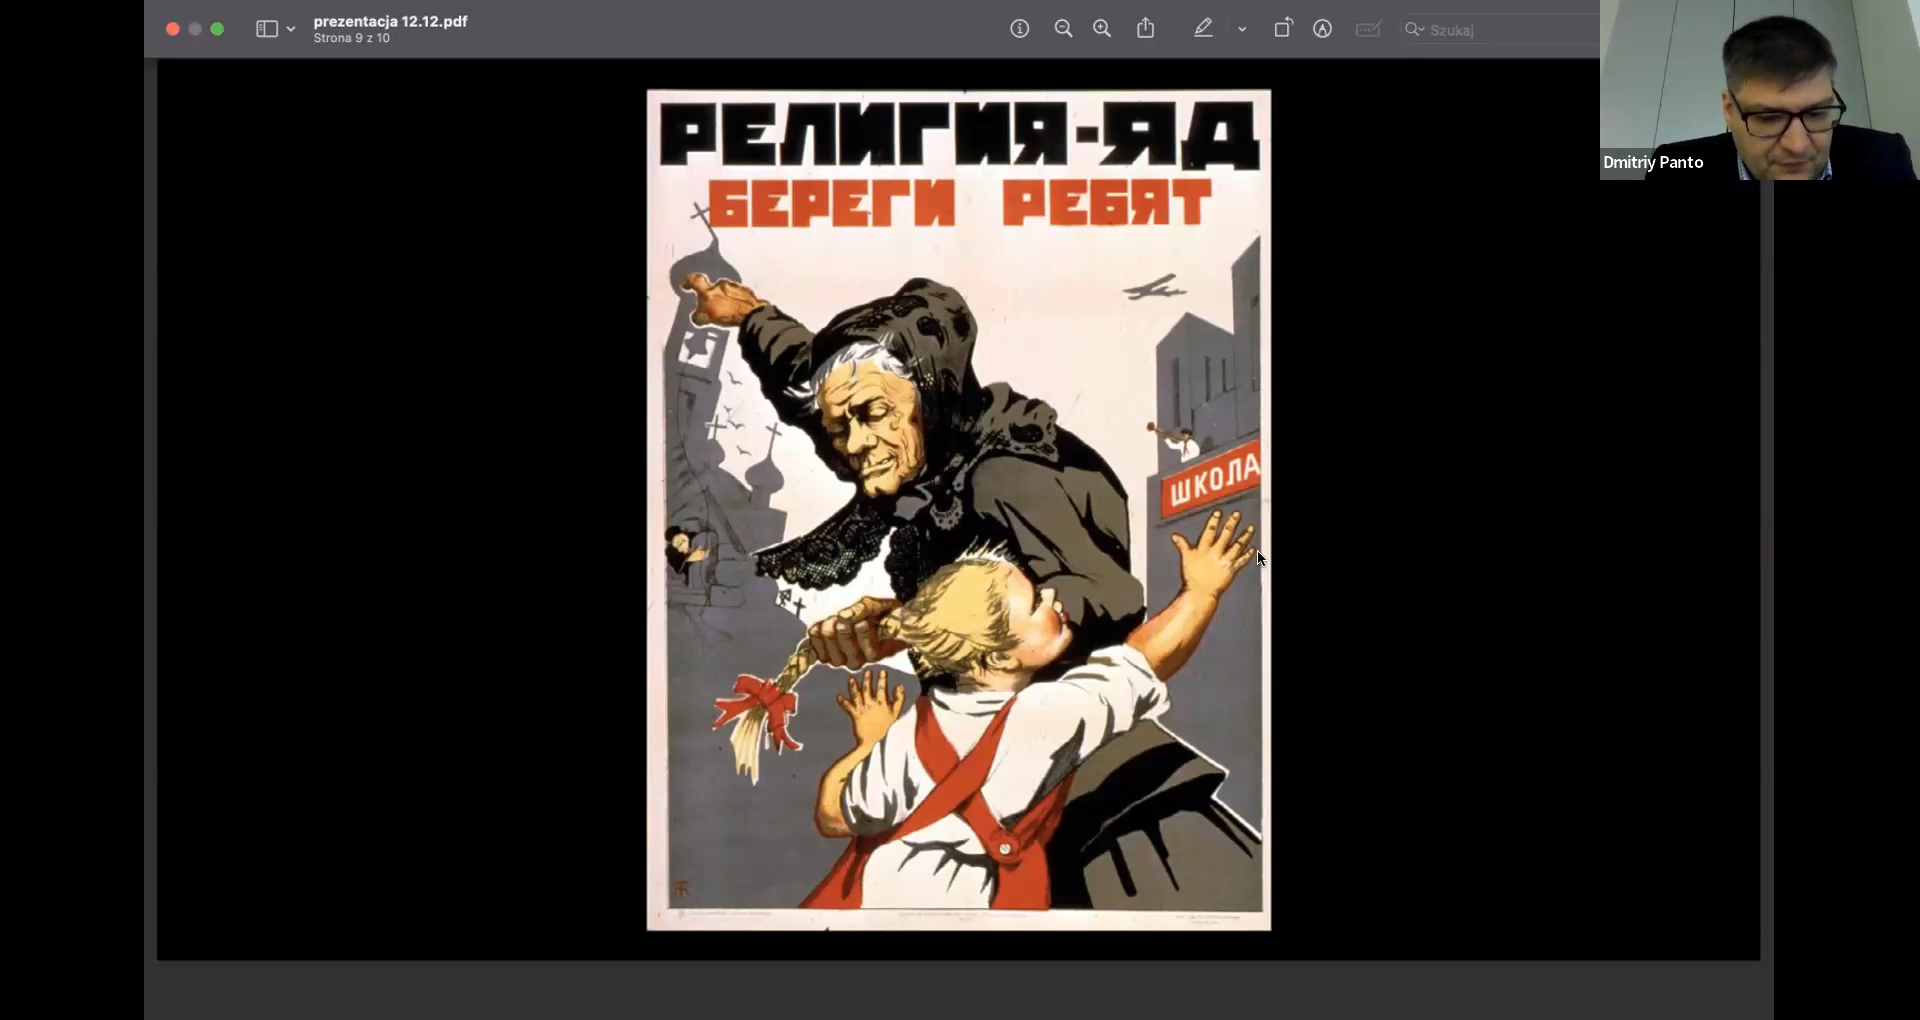 prezentacja 12.12.pdf
Strona 9 z 10
Szukaj
Dmitriy Panto
РЕЛИГИЯ-ЯД
БЕРЕГИ РЕБЯТ
ШКОЛА